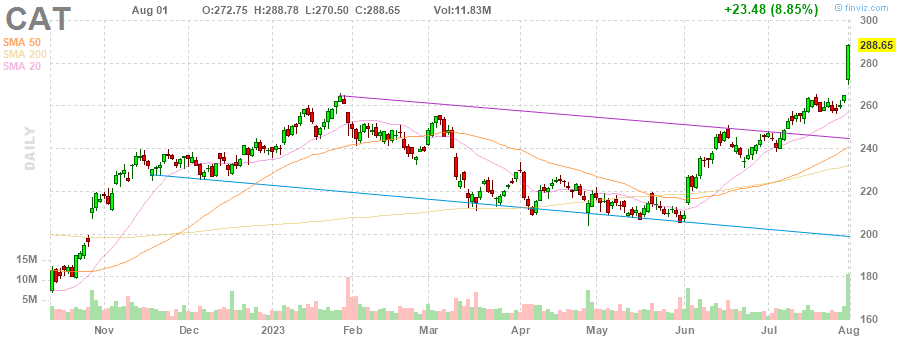 CAT Aug 01 O:272.75 H:288.78 L:270.50 C:288.65 Vol:11.83M +23.48 (8.85%) finviz.com
SMA 50
SMA 200
SMA 20
DAILY
300
288.65
280
260
240
220
200
180
160
15M
10M
5M
Nov Dec 2023 Feb Mar Apr May Jun Jul Aug